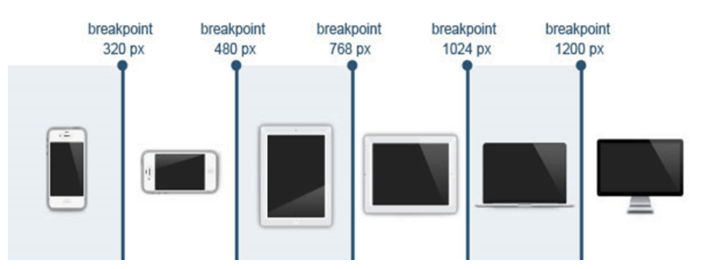 breakpoint
320 px
breakpoint
480 px
breakpoint
768 px
breakpoint
1024 px
breakpoint
1200 px